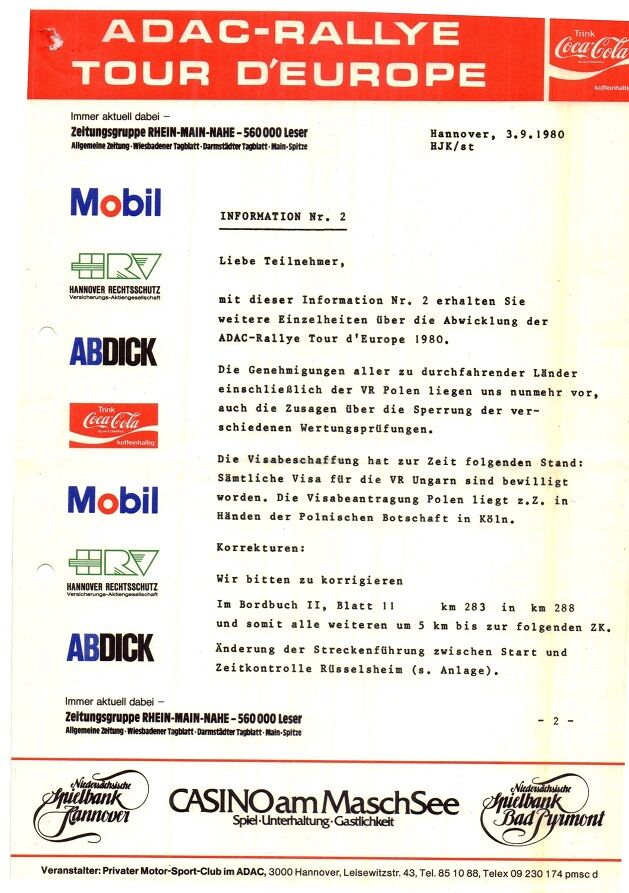 ADAC-RALLYE
TOUR D'EUROPE
Trink
Coca-Cola
SCHUTZMARKE
koffeinhaltig
Immer aktuell dabei –
Zeitungsgruppe RHEIN-MAIN-NAHE – 560 000 Leser
Allgemeine Zeitung · Wiesbadener Tagblatt · Darmstädter Tagblatt · Main-Spitze
Hannover, 3.9.1980
HJK/st
Mobil
HRV
HANNOVER RECHTSSCHUTZ
Versicherungs-Aktiengesellschaft
ABDICK
Trink
Coca-Cola
SCHUTZMARKE
koffeinhaltig
Mobil
HRV
HANNOVER RECHTSSCHUTZ
Versicherungs-Aktiengesellschaft
ABDICK
INFORMATION Nr. 2
Liebe Teilnehmer,
mit dieser Information Nr. 2 erhalten Sie
weitere Einzelheiten über die Abwicklung der
ADAC-Rallye Tour d'Europe 1980.
Die Genehmigungen aller zu durchfahrender Länder
einschließlich der VR Polen liegen uns nunmehr vor,
auch die Zusagen über die Sperrung der ver-
schiedenen Wertungsprüfungen.
Die Visabeschaffung hat zur Zeit folgenden Stand:
Sämtliche Visa für die VR Ungarn sind bewilligt
worden. Die Visabeantragung Polen liegt z.Z. in
Händen der Polnischen Botschaft in Köln.
Korrekturen:
Wir bitten zu korrigieren
Im Bordbuch II, Blatt 11 km 283 in km 288
und somit alle weiteren um 5 km bis zur folgenden ZK.
Änderung der Streckenführung zwischen Start und
Zeitkontrolle Rüsselsheim (s. Anlage).
Immer aktuell dabei –
Zeitungsgruppe RHEIN-MAIN-NAHE – 560 000 Leser
Allgemeine Zeitung · Wiesbadener Tagblatt · Darmstädter Tagblatt · Main-Spitze
- 2 -
Niedersächsische
Spielbank
Hannover
CASINO am MaschSee
Spiel · Unterhaltung · Gastlichkeit
Niedersächsische
Spielbank
Bad Pyrmont
Veranstalter: Privater Motor-Sport-Club im ADAC, 3000 Hannover, Leisewitzstr. 43, Tel. 85 10 88, Telex 09 230 174 pmsc d